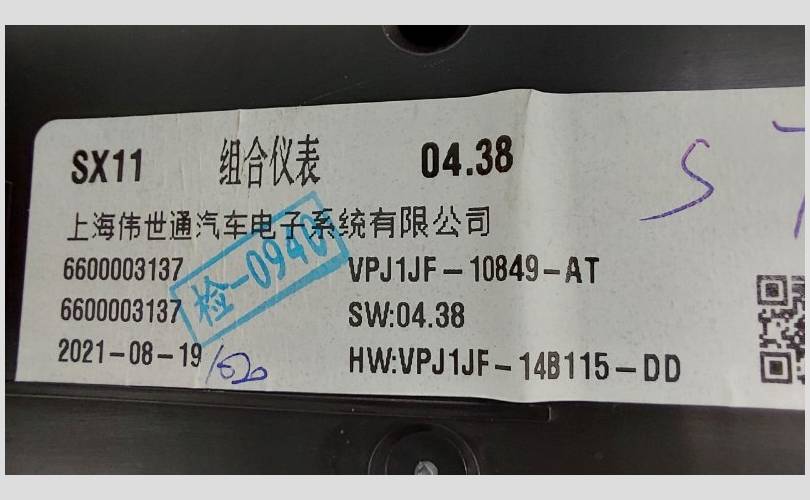 SX11 组合仪表 04.38
上海伟世通汽车电子系统有限公司
6600003137 VPJ1JF-10849-AT
检-0940
6600003137 SW:04.38
2021-08-19 HW:VPJ1JF-14B115-DD
S